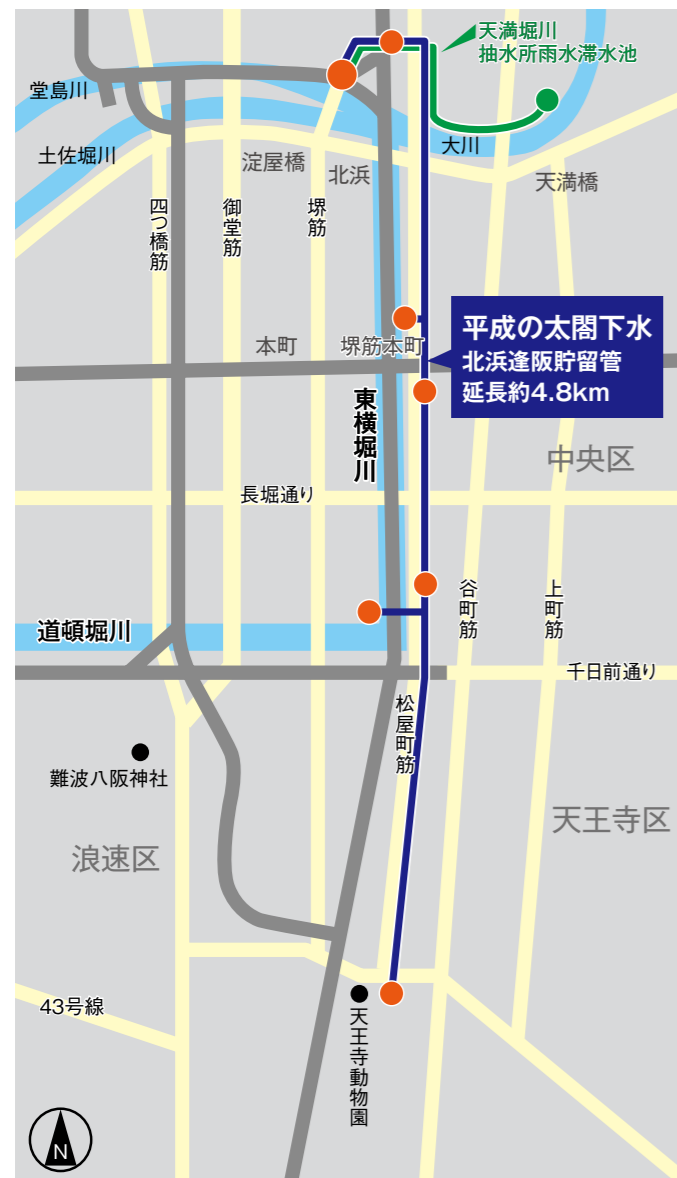 天満堀川
抽水所雨水滞水池
堂島川
大川
土佐堀川
淀屋橋
北浜
天満橋
四つ橋筋
御堂筋
堺筋
平成の太閤下水
北浜逢阪貯留管
延長約4.8km
本町
堺筋本町
東横堀川
中央区
長堀通り
谷町筋
上町筋
道頓堀川
千日前通り
松屋町筋
難波八阪神社
天王寺区
浪速区
43号線
天王寺動物園
N